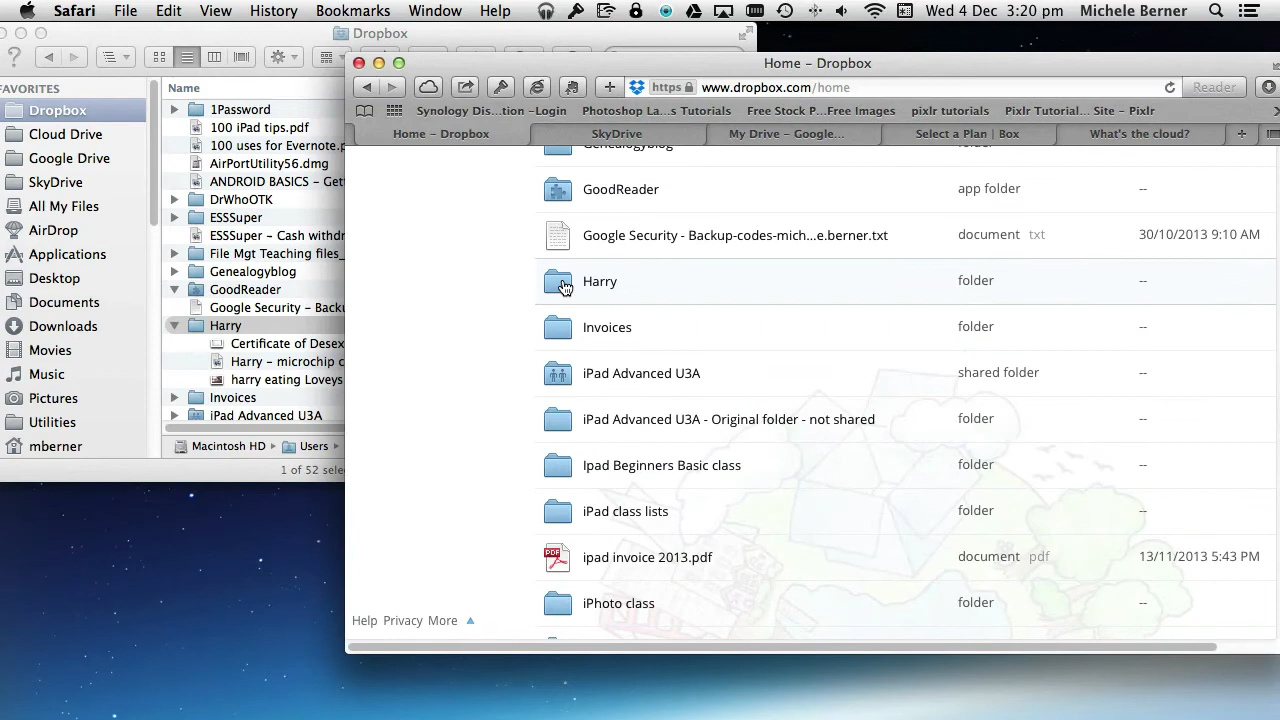 Safari File Edit View History Bookmarks Window Help Wed 4 Dec 3:20 pm Michele Berner
Dropbox
FAVORITES
Dropbox
Cloud Drive
Google Drive
SkyDrive
All My Files
AirDrop
Applications
Desktop
Documents
Downloads
Movies
Music
Pictures
Utilities
mberner
Name
1Password
100 iPad tips.pdf
100 uses for Evernote.p
AirPortUtility56.dmg
ANDROID BASICS – Get
DrWhoOTK
ESSSuper
ESSSuper – Cash withd
File Mgt Teaching files_
Genealogyblog
GoodReader
Google Security – Backu
Harry
Certificate of Desex
Harry – microchip c
harry eating Loveys
Invoices
iPad Advanced U3A
Macintosh HD Users
1 of 52 sele
Home – Dropbox
https www.dropbox.com/home Reader
Synology Dis...tion –Login Photoshop La...s Tutorials Free Stock P...Free Images pixlr tutorials Pixlr Tutorial... Site – Pixlr
Home – Dropbox SkyDrive My Drive – Google... Select a Plan | Box What's the cloud?
Genealogyblog folder
GoodReader app folder --
Google Security - Backup-codes-mich...e.berner.txt document txt 30/10/2013 9:10 AM
Harry folder --
Invoices folder --
iPad Advanced U3A shared folder --
iPad Advanced U3A - Original folder - not shared folder --
Ipad Beginners Basic class folder --
iPad class lists folder --
PDF ipad invoice 2013.pdf document pdf 13/11/2013 5:43 PM
iPhoto class folder --
Help Privacy More